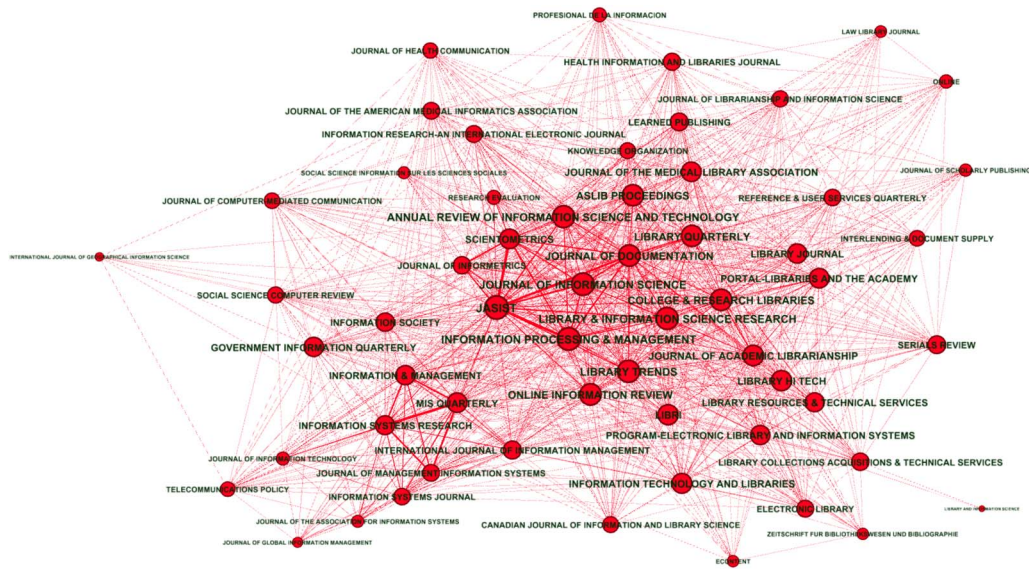 PROFESIONAL DE LA INFORMACION
LAW LIBRARY JOURNAL
JOURNAL OF HEALTH COMMUNICATION
HEALTH INFORMATION AND LIBRARIES JOURNAL
ONLINE
JOURNAL OF LIBRARIANSHIP AND INFORMATION SCIENCE
JOURNAL OF THE AMERICAN MEDICAL INFORMATICS ASSOCIATION
LEARNED PUBLISHING
INFORMATION RESEARCH-AN INTERNATIONAL ELECTRONIC JOURNAL
KNOWLEDGE ORGANIZATION
SOCIAL SCIENCE INFORMATION SUR LES SCIENCES SOCIALES
JOURNAL OF THE MEDICAL LIBRARY ASSOCIATION
JOURNAL OF SCHOLARLY PUBLISHING
JOURNAL OF COMPUTER-MEDIATED COMMUNICATION
RESEARCH EVALUATION
ASLIB PROCEEDINGS
REFERENCE & USER SERVICES QUARTERLY
ANNUAL REVIEW OF INFORMATION SCIENCE AND TECHNOLOGY
SCIENTOMETRICS
LIBRARY QUARTERLY
INTERLENDING & DOCUMENT SUPPLY
INTERNATIONAL JOURNAL OF GEOGRAPHICAL INFORMATION SCIENCE
JOURNAL OF DOCUMENTATION
LIBRARY JOURNAL
JOURNAL OF INFORMETRICS
PORTAL-LIBRARIES AND THE ACADEMY
JOURNAL OF INFORMATION SCIENCE
SOCIAL SCIENCE COMPUTER REVIEW
COLLEGE & RESEARCH LIBRARIES
JASIST
INFORMATION SOCIETY
LIBRARY & INFORMATION SCIENCE RESEARCH
INFORMATION PROCESSING & MANAGEMENT
GOVERNMENT INFORMATION QUARTERLY
SERIALS REVIEW
JOURNAL OF ACADEMIC LIBRARIANSHIP
INFORMATION & MANAGEMENT
LIBRARY TRENDS
LIBRARY HI TECH
ONLINE INFORMATION REVIEW
MIS QUARTERLY
LIBRARY RESOURCES & TECHNICAL SERVICES
LIBRI
INFORMATION SYSTEMS RESEARCH
PROGRAM-ELECTRONIC LIBRARY AND INFORMATION SYSTEMS
INTERNATIONAL JOURNAL OF INFORMATION MANAGEMENT
JOURNAL OF INFORMATION TECHNOLOGY
LIBRARY COLLECTIONS ACQUISITIONS & TECHNICAL SERVICES
JOURNAL OF MANAGEMENT INFORMATION SYSTEMS
INFORMATION TECHNOLOGY AND LIBRARIES
TELECOMMUNICATIONS POLICY
INFORMATION SYSTEMS JOURNAL
ELECTRONIC LIBRARY
LIBRARY AND INFORMATION SCIENCE
JOURNAL OF THE ASSOCIATION FOR INFORMATION SYSTEMS
CANADIAN JOURNAL OF INFORMATION AND LIBRARY SCIENCE
ZEITSCHRIFT FUR BIBLIOTHEKSWESEN UND BIBLIOGRAPHIE
JOURNAL OF GLOBAL INFORMATION MANAGEMENT
ECONTENT